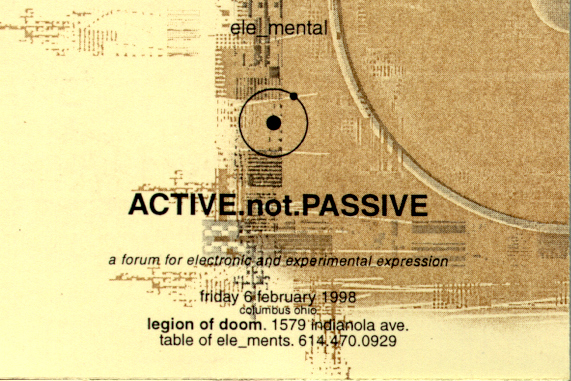 ele_mental
ACTIVE.not.PASSIVE
a forum for electronic and experimental expression
friday 6 february 1998
columbus ohio
legion of doom. 1579 indianola ave.
table of ele_ments. 614.470.0929